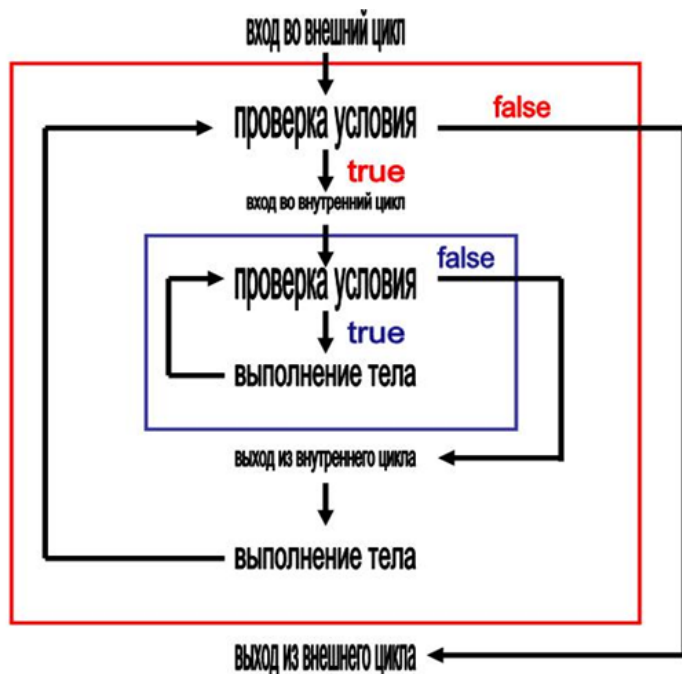 вход во внешний цикл
проверка условия
false
true
вход во внутренний цикл
проверка условия
false
true
выполнение тела
выход из внутреннего цикла
выполнение тела
выход из внешнего цикла